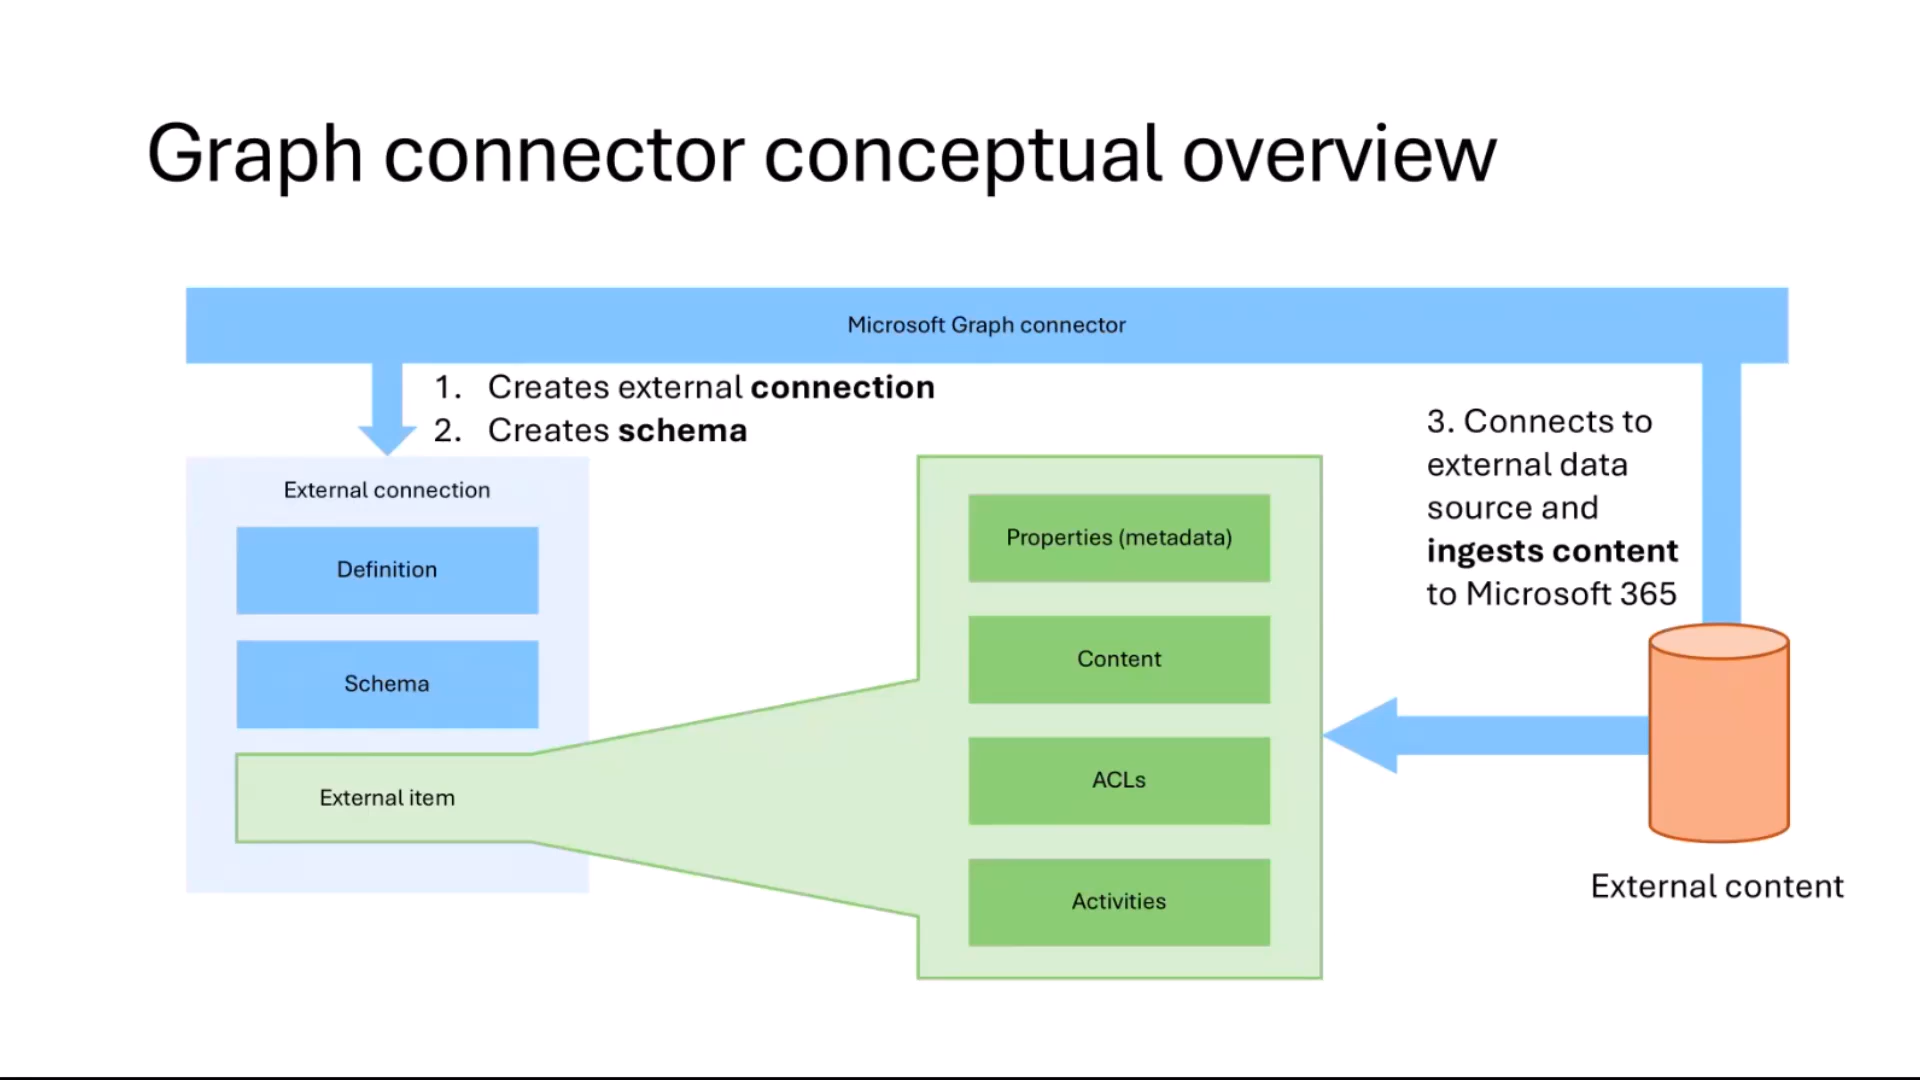 Graph connector conceptual overview
Microsoft Graph connector
1. Creates external connection
2. Creates schema
External connection
Definition
Schema
External item
Properties (metadata)
Content
ACLs
Activities
3. Connects to
external data
source and
ingests content
to Microsoft 365
External content